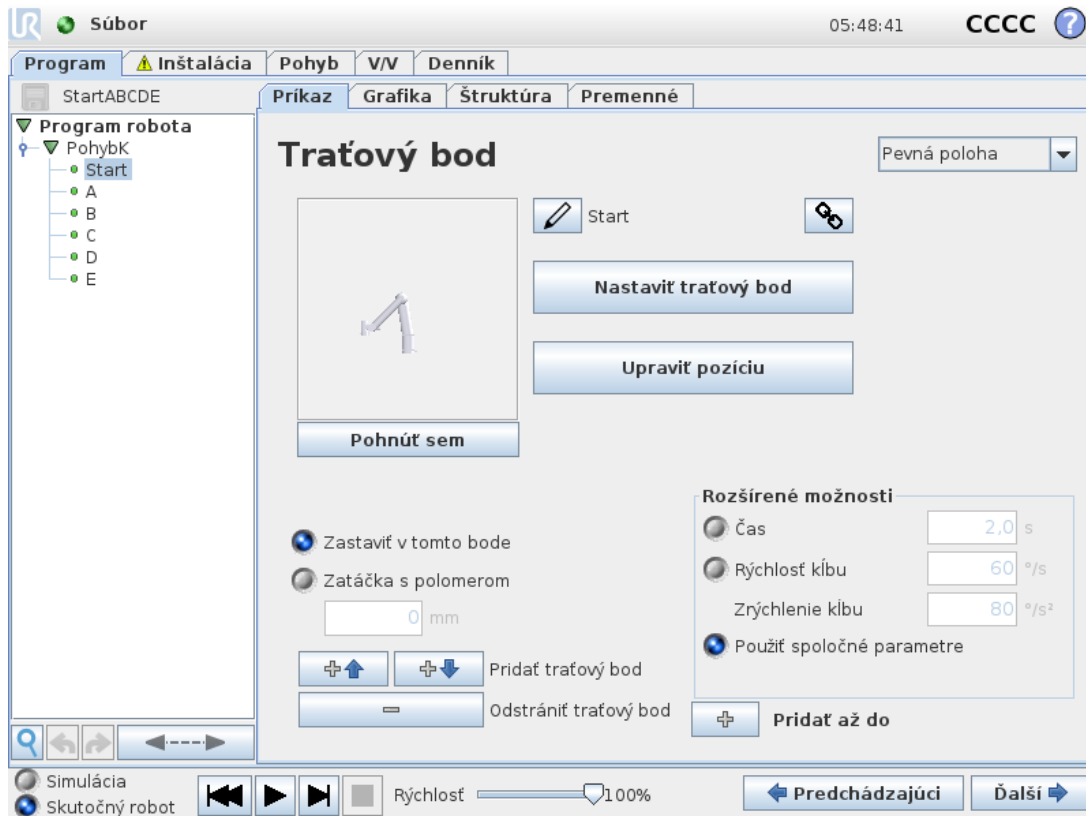 UR Súbor 05:48:41 CCCC ?
Program Inštalácia Pohyb V/V Denník
StartABCDE
Príkaz Grafika Štruktúra Premenné
Program robota
PohybK
Start
A
B
C
D
E
Traťový bod
Pevná poloha
Start
Nastaviť traťový bod
Upraviť pozíciu
Pohnúť sem
Zastaviť v tomto bode
Zatáčka s polomerom
0 mm
Pridať traťový bod
Odstrániť traťový bod
Rozšírené možnosti
Čas 2,0 s
Rýchlosť kĺbu 60 °/s
Zrýchlenie kĺbu 80 °/s²
Použiť spoločné parametre
Pridať až do
Simulácia
Skutočný robot
Rýchlosť 100%
Predchádzajúci
Ďalší